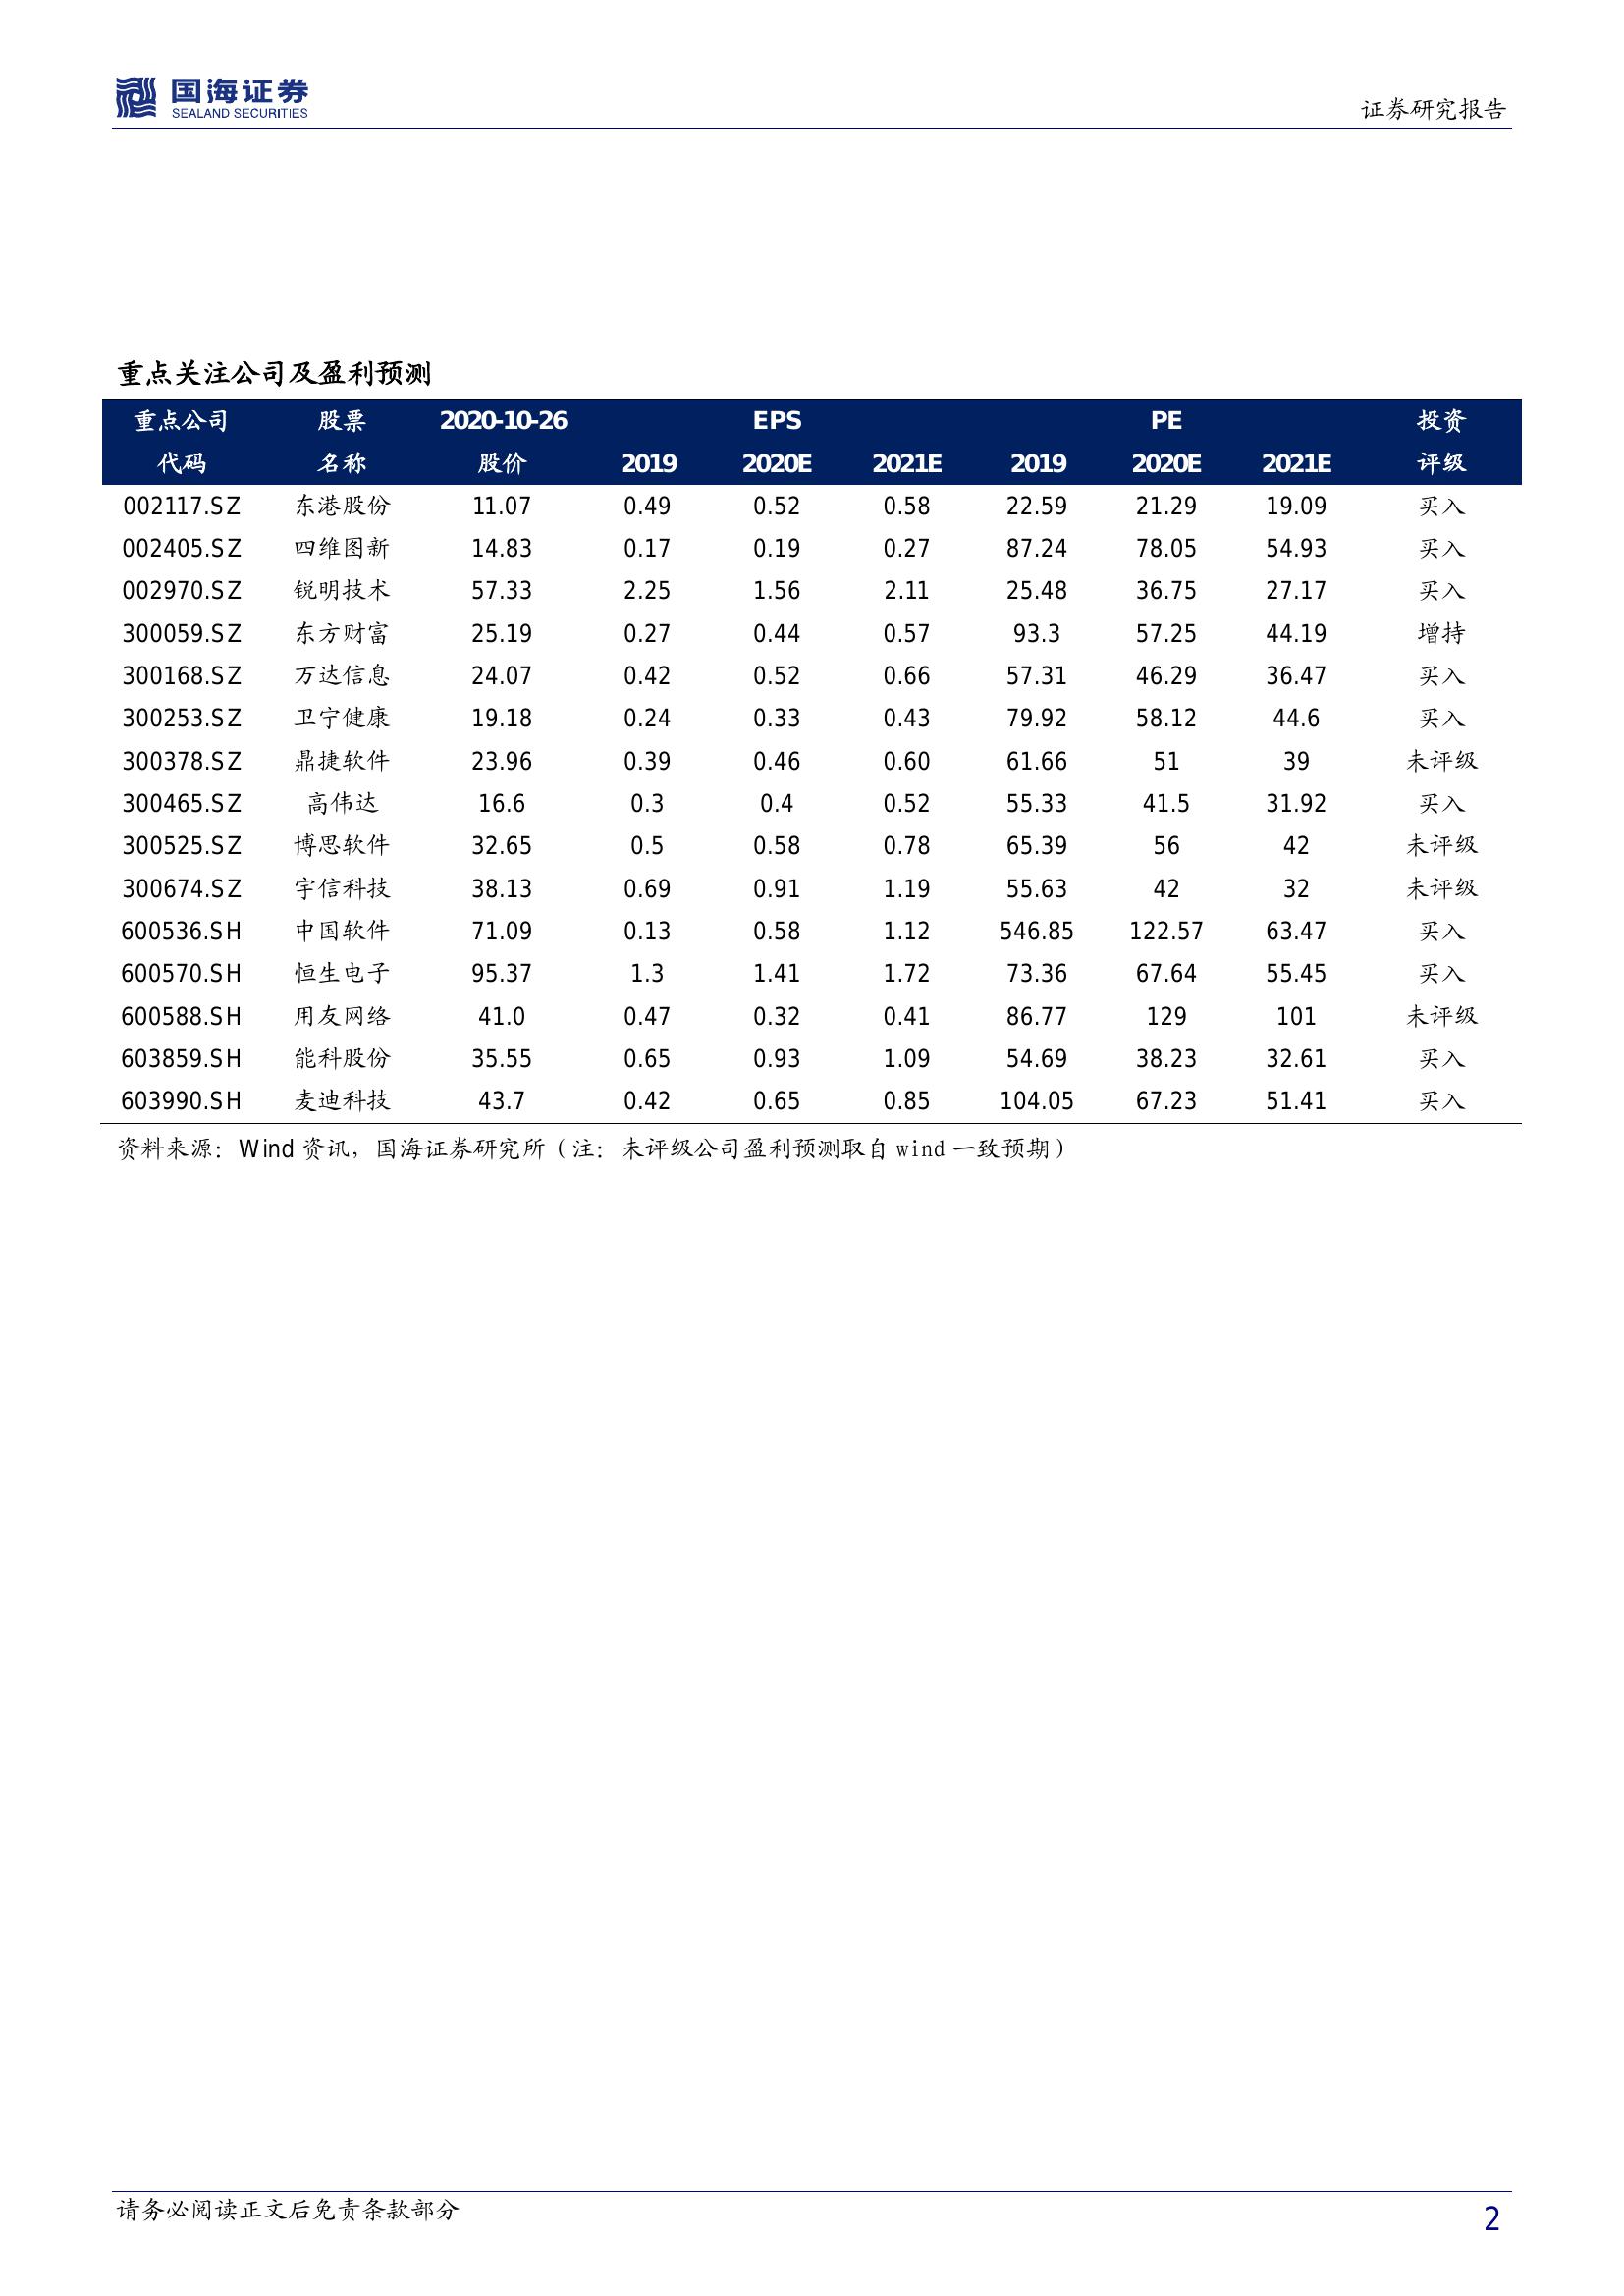 国海证券
SEALAND SECURITIES
证券研究报告
重点关注公司及盈利预测
重点公司 股票 2020-10-26 EPS PE 投资
代码 名称 股价 2019 2020E 2021E 2019 2020E 2021E 评级
002117.SZ 东港股份 11.07 0.49 0.52 0.58 22.59 21.29 19.09 买入
002405.SZ 四维图新 14.83 0.17 0.19 0.27 87.24 78.05 54.93 买入
002970.SZ 锐明技术 57.33 2.25 1.56 2.11 25.48 36.75 27.17 买入
300059.SZ 东方财富 25.19 0.27 0.44 0.57 93.3 57.25 44.19 增持
300168.SZ 万达信息 24.07 0.42 0.52 0.66 57.31 46.29 36.47 买入
300253.SZ 卫宁健康 19.18 0.24 0.33 0.43 79.92 58.12 44.6 买入
300378.SZ 鼎捷软件 23.96 0.39 0.46 0.60 61.66 51 39 未评级
300465.SZ 高伟达 16.6 0.3 0.4 0.52 55.33 41.5 31.92 买入
300525.SZ 博思软件 32.65 0.5 0.58 0.78 65.39 56 42 未评级
300674.SZ 宇信科技 38.13 0.69 0.91 1.19 55.63 42 32 未评级
600536.SH 中国软件 71.09 0.13 0.58 1.12 546.85 122.57 63.47 买入
600570.SH 恒生电子 95.37 1.3 1.41 1.72 73.36 67.64 55.45 买入
600588.SH 用友网络 41.0 0.47 0.32 0.41 86.77 129 101 未评级
603859.SH 能科股份 35.55 0.65 0.93 1.09 54.69 38.23 32.61 买入
603990.SH 麦迪科技 43.7 0.42 0.65 0.85 104.05 67.23 51.41 买入
资料来源：Wind 资讯，国海证券研究所（注：未评级公司盈利预测取自 wind 一致预期）
请务必阅读正文后免责条款部分
2